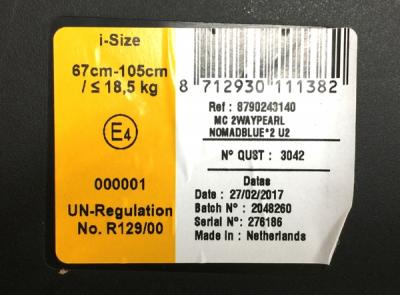 i-Size
67cm-105cm
/ ≤ 18,5 kg
E4
000001
UN-Regulation
No. R129/00
8 712930 111382
Ref : 8790243140
MC 2WAYPEARL
NOMADBLUE*2 U2
N° QUST : 3042
Datas
Date : 27/02/2017
Batch N° : 2048260
Serial N° : 276186
Made in : Netherlands